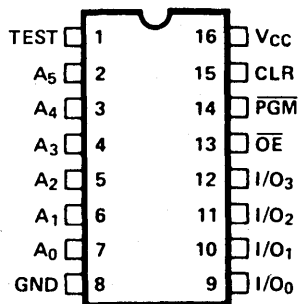 TEST 1 16 VCC
A5 2 15 CLR
A4 3 14 PGM
A3 4 13 OE
A2 5 12 I/O3
A1 6 11 I/O2
A0 7 10 I/O1
GND 8 9 I/O0